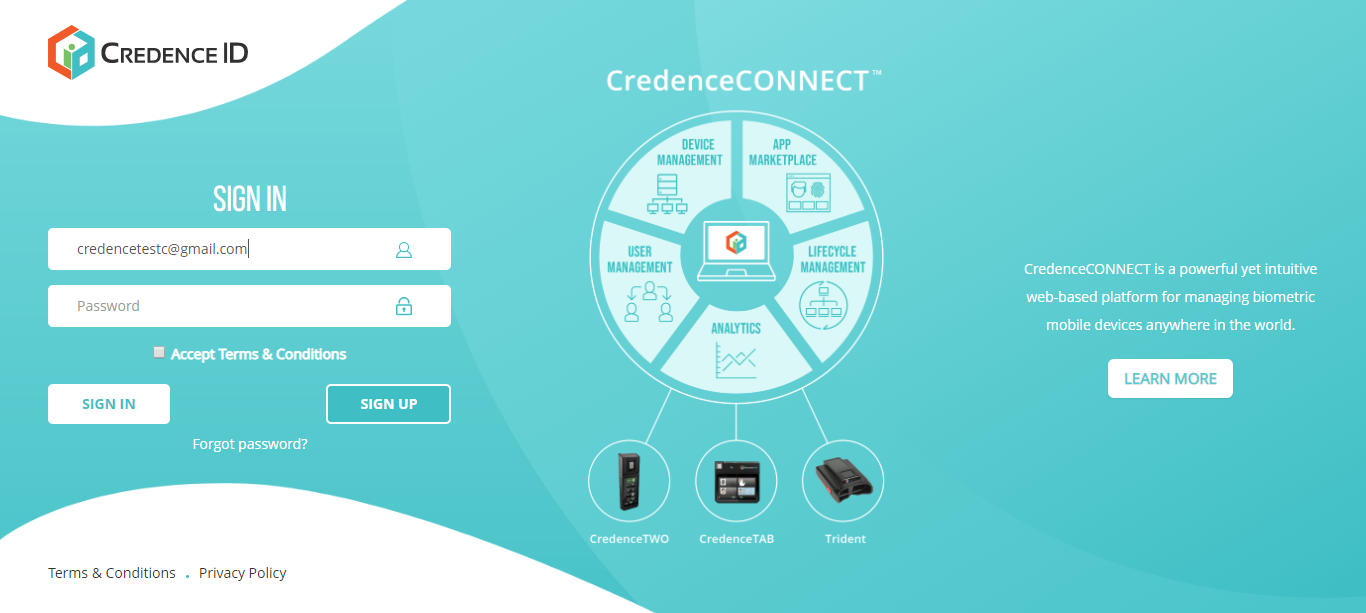 CREDENCE ID
SIGN IN
credencetestc@gmail.com
Password
Accept Terms & Conditions
SIGN IN
SIGN UP
Forgot password?
Terms & Conditions . Privacy Policy
CredenceCONNECT™
DEVICE
MANAGEMENT
APP
MARKETPLACE
USER
MANAGEMENT
LIFECYCLE
MANAGEMENT
ANALYTICS
CredenceTWO
CredenceTAB
Trident
CredenceCONNECT is a powerful yet intuitive
web-based platform for managing biometric
mobile devices anywhere in the world.
LEARN MORE